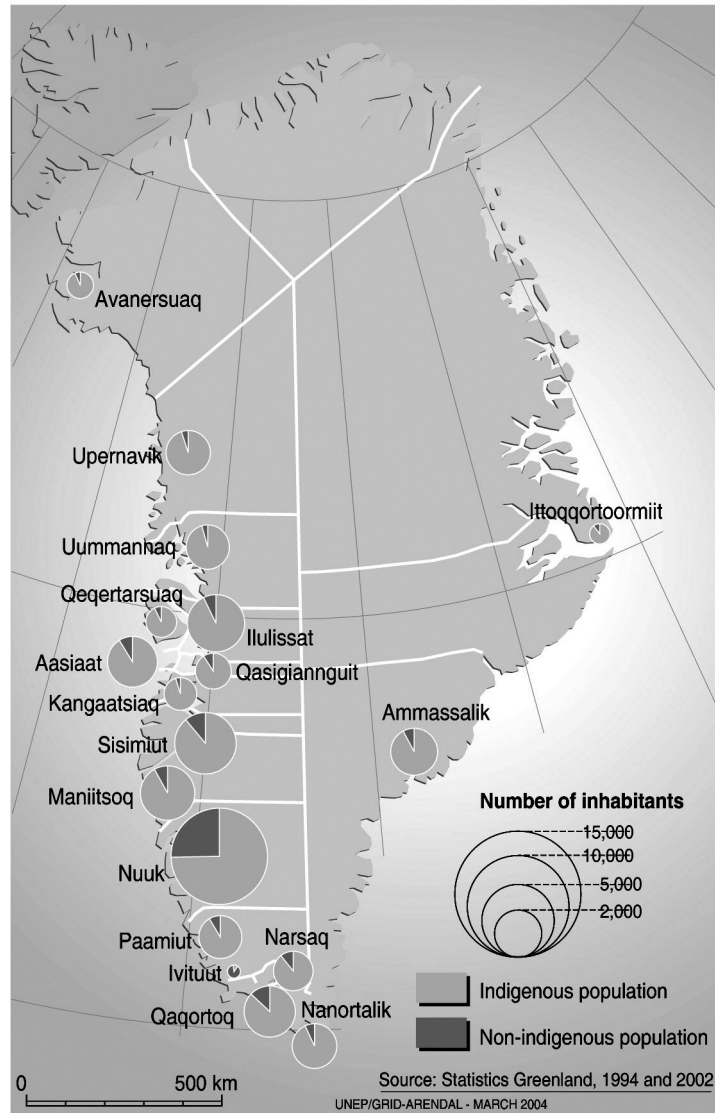 Avanersuaq
Upernavik
Ittoqqortoormiit
Uummanhaq
Qeqertarsuaq
Ilulissat
Aasiaat
Qasigiannguit
Kangaatsiaq
Ammassalik
Sisimiut
Maniitsoq
Number of inhabitants
15,000
10,000
5,000
2,000
Nuuk
Paamiut
Narsaq
Ivituut
Qaqortoq
Nanortalik
Indigenous population
Non-indigenous population
0 500 km
Source: Statistics Greenland, 1994 and 2002
UNEP/GRID-ARENDAL - MARCH 2004